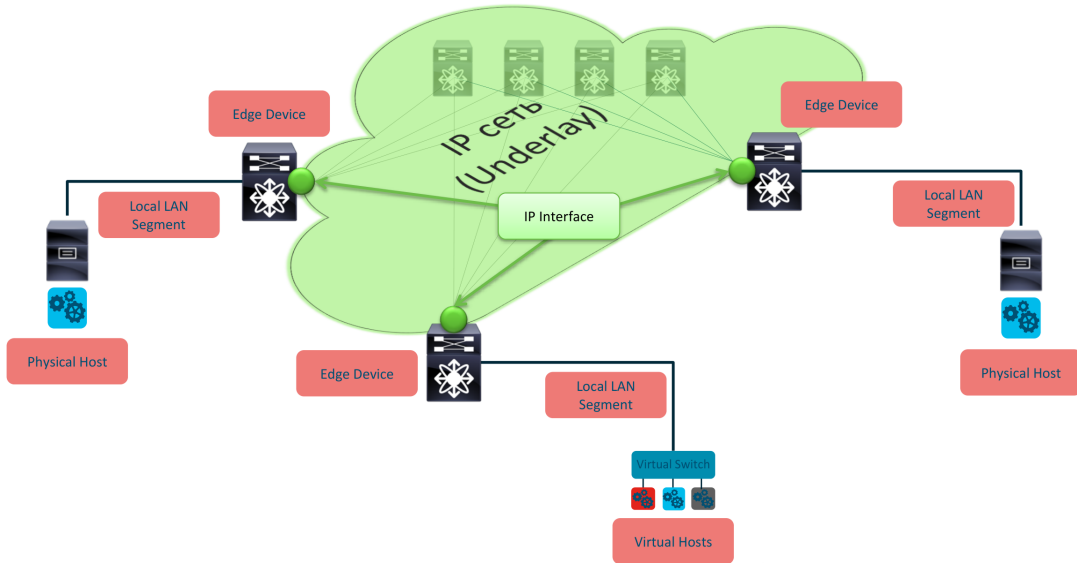 Edge Device
Edge Device
IP сеть
(Underlay)
Local LAN
Segment
IP Interface
Local LAN
Segment
Physical Host
Edge Device
Local LAN
Segment
Physical Host
Virtual Switch
Virtual Hosts